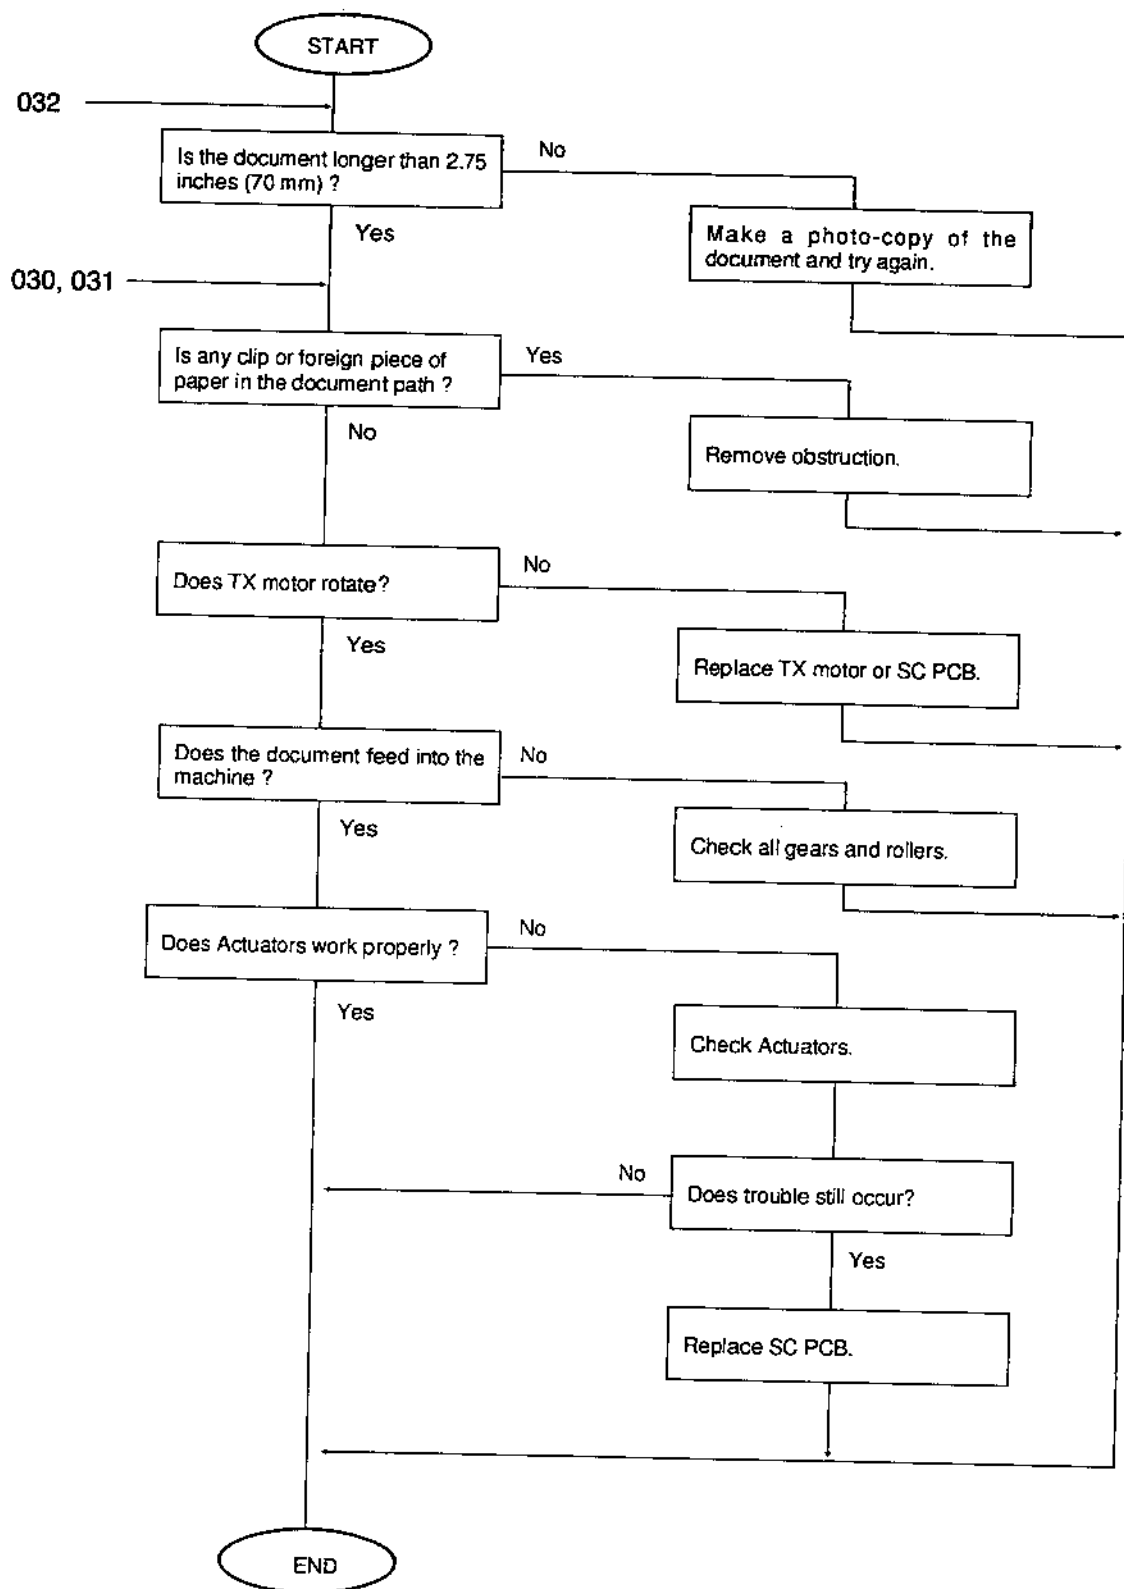 START
032
Is the document longer than 2.75
inches (70 mm) ?
No
Yes
Make a photo-copy of the
document and try again.
030, 031
Is any clip or foreign piece of
paper in the document path ?
Yes
No
Remove obstruction.
Does TX motor rotate?
No
Yes
Replace TX motor or SC PCB.
Does the document feed into the
machine ?
No
Yes
Check all gears and rollers.
Does Actuators work properly ?
No
Yes
Check Actuators.
No
Does trouble still occur?
Yes
Replace SC PCB.
END